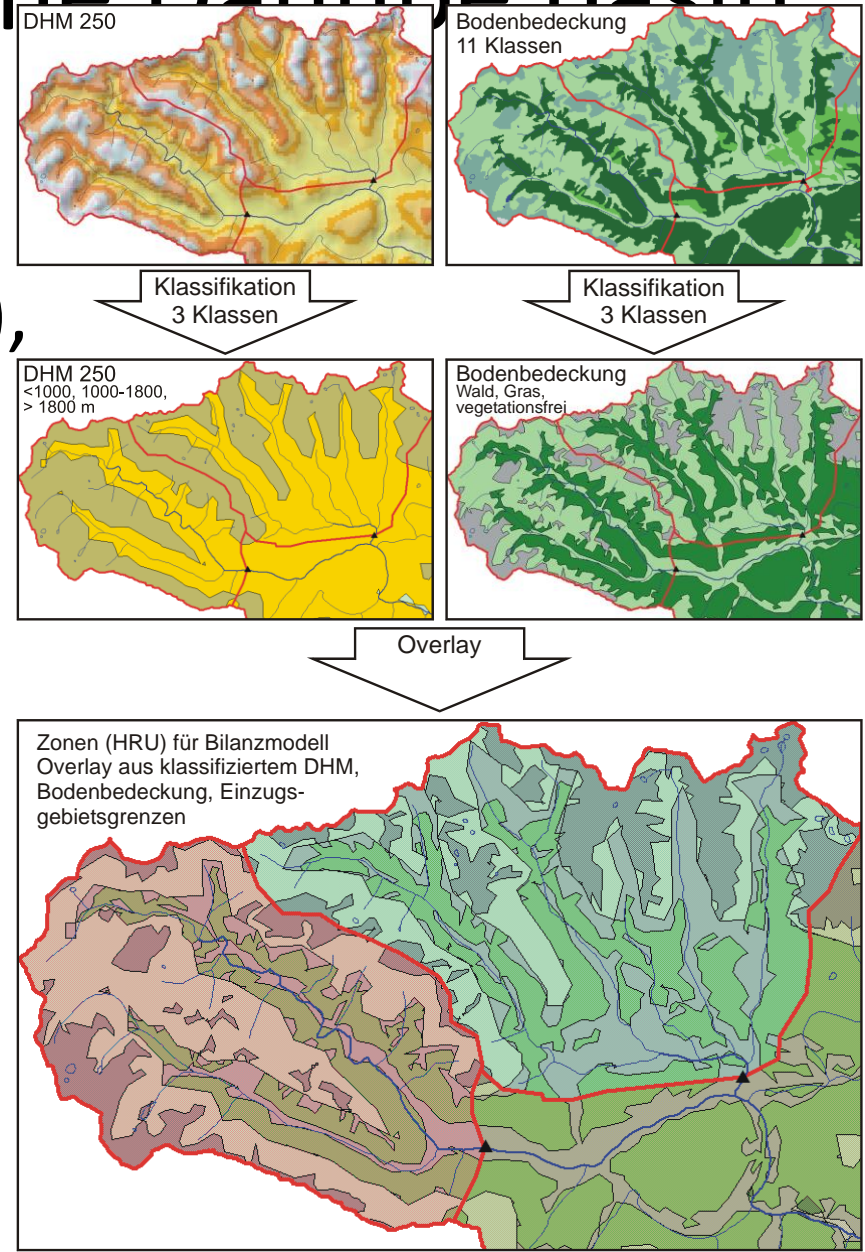 DHM 250
Bodenbedeckung
11 Klassen
Klassifikation
3 Klassen
Klassifikation
3 Klassen
DHM 250
<1000, 1000-1800,
> 1800 m
Bodenbedeckung
Wald, Gras,
vegetationsfrei
Overlay
Zonen (HRU) für Bilanzmodell
Overlay aus klassifiziertem DHM,
Bodenbedeckung, Einzugs-
gebietsgrenzen